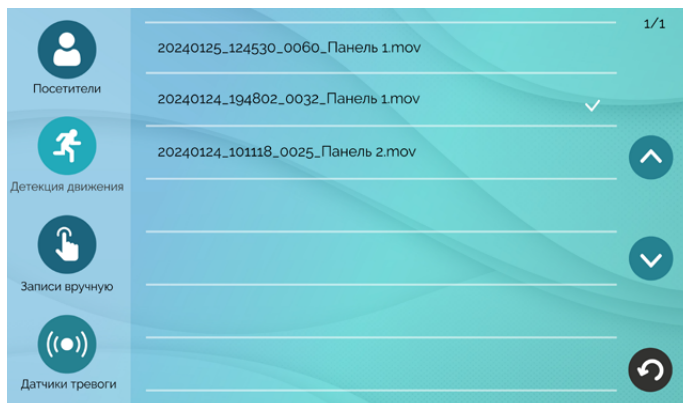 Посетители
Детекция движения
Записи вручную
Датчики тревоги
1/1
20240125_124530_0060_Панель 1.mov
20240124_194802_0032_Панель 1.mov
20240124_101118_0025_Панель 2.mov